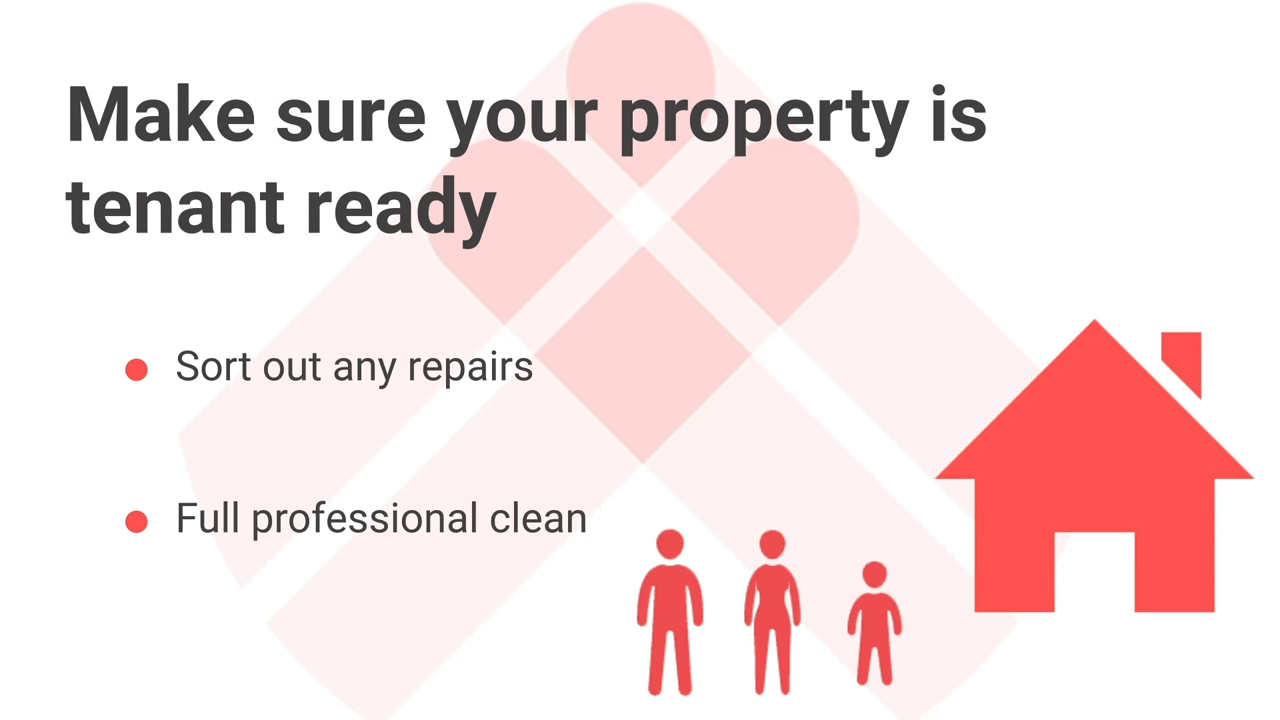 Make sure your property is
tenant ready
Sort out any repairs
Full professional clean